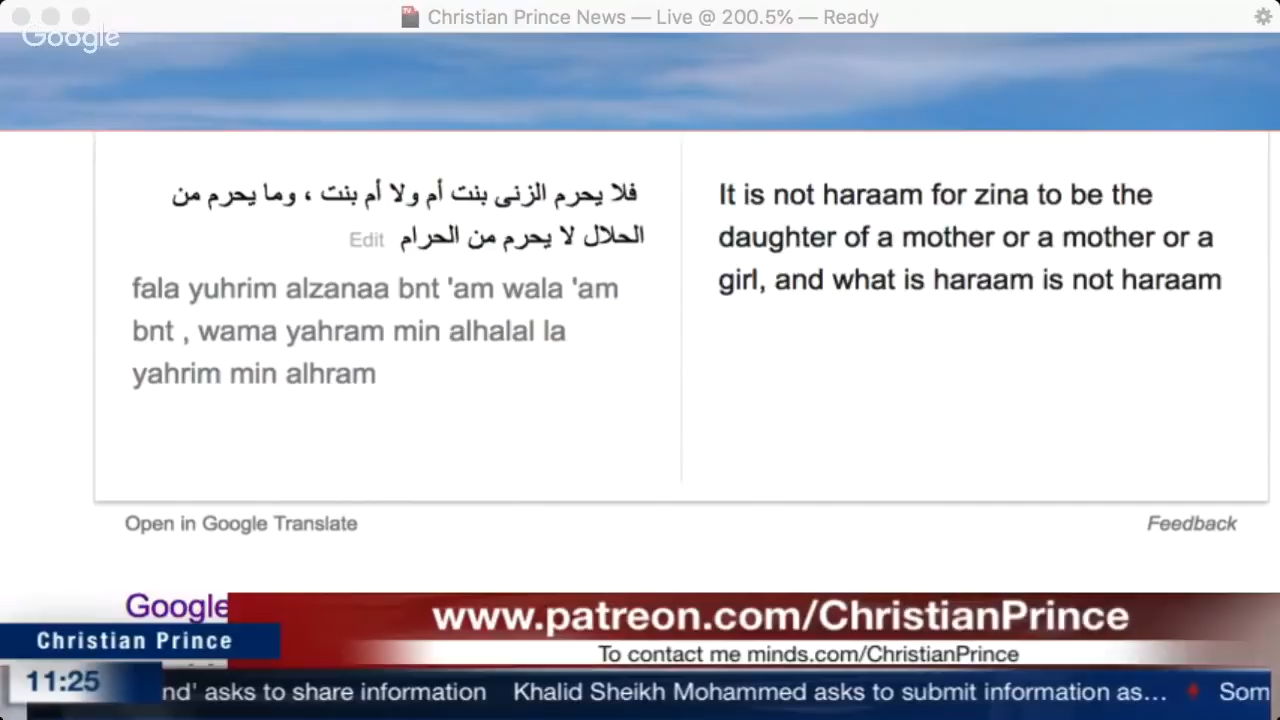 Christian Prince News — Live @ 200.5% — Ready
Google
فلا يحرم الزنى بنت أم ولا أم بنت ، وما يحرم من
الحلال لا يحرم من الحرام Edit
fala yuhrim alzanaa bnt 'am wala 'am
bnt , wama yahram min alhalal la
yahrim min alhram
It is not haraam for zina to be the
daughter of a mother or a mother or a
girl, and what is haraam is not haraam
Open in Google Translate
Feedback
Google
www.patreon.com/ChristianPrince
Christian Prince
To contact me minds.com/ChristianPrince
11:25
nd' asks to share information Khalid Sheikh Mohammed asks to submit information as... Som